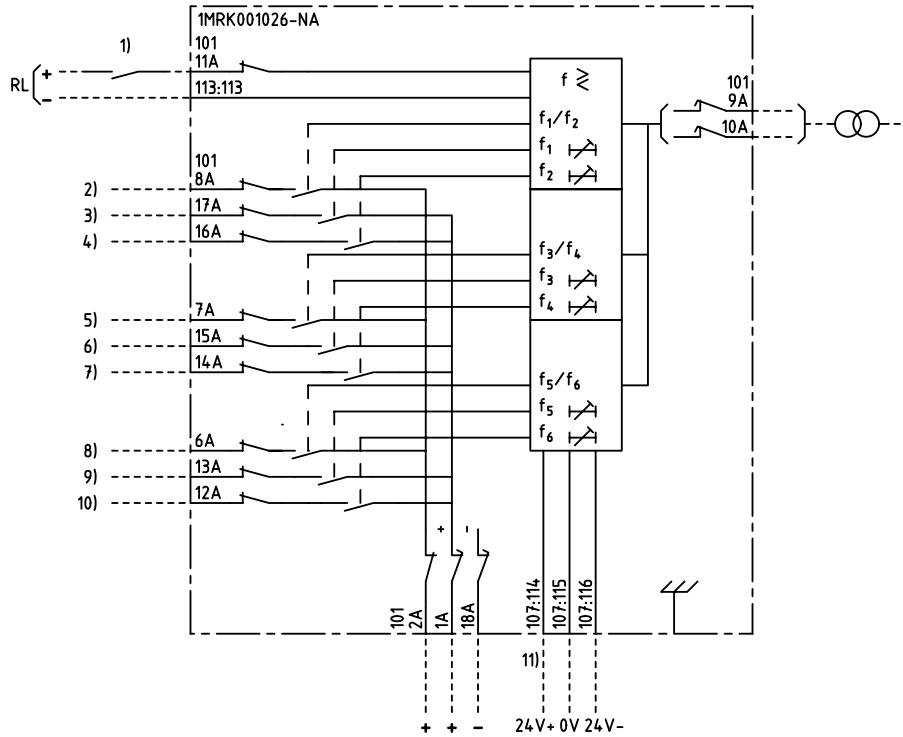 1MRK001026-NA
1)
101
11A
RL
+
-
113:113
f ≷
101
9A
10A
f1/f2
f1
f2
101
8A
2)
17A
3)
16A
4)
f3/f4
f3
f4
7A
5)
15A
6)
14A
7)
f5/f6
f5
f6
6A
8)
13A
9)
12A
10)
+ -
101
2A
1A
18A
107:114
107:115
107:116
11)
+ + - 24V+ 0V 24V-